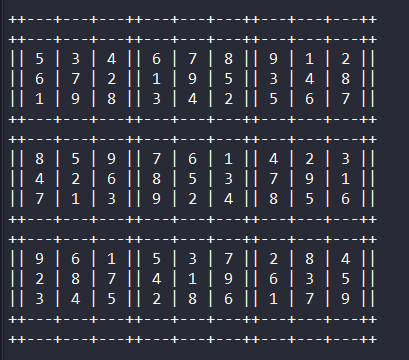 ++---+---+---++---+---+---++---+---+---++
++---+---+---++---+---+---++---+---+---++
|| 5 | 3 | 4 || 6 | 7 | 8 || 9 | 1 | 2 ||
|| 6 | 7 | 2 || 1 | 9 | 5 || 3 | 4 | 8 ||
|| 1 | 9 | 8 || 3 | 4 | 2 || 5 | 6 | 7 ||
++---+---+---++---+---+---++---+---+---++
++---+---+---++---+---+---++---+---+---++
|| 8 | 5 | 9 || 7 | 6 | 1 || 4 | 2 | 3 ||
|| 4 | 2 | 6 || 8 | 5 | 3 || 7 | 9 | 1 ||
|| 7 | 1 | 3 || 9 | 2 | 4 || 8 | 5 | 6 ||
++---+---+---++---+---+---++---+---+---++
++---+---+---++---+---+---++---+---+---++
|| 9 | 6 | 1 || 5 | 3 | 7 || 2 | 8 | 4 ||
|| 2 | 8 | 7 || 4 | 1 | 9 || 6 | 3 | 5 ||
|| 3 | 4 | 5 || 2 | 8 | 6 || 1 | 7 | 9 ||
++---+---+---++---+---+---++---+---+---++
++---+---+---++---+---+---++---+---+---++